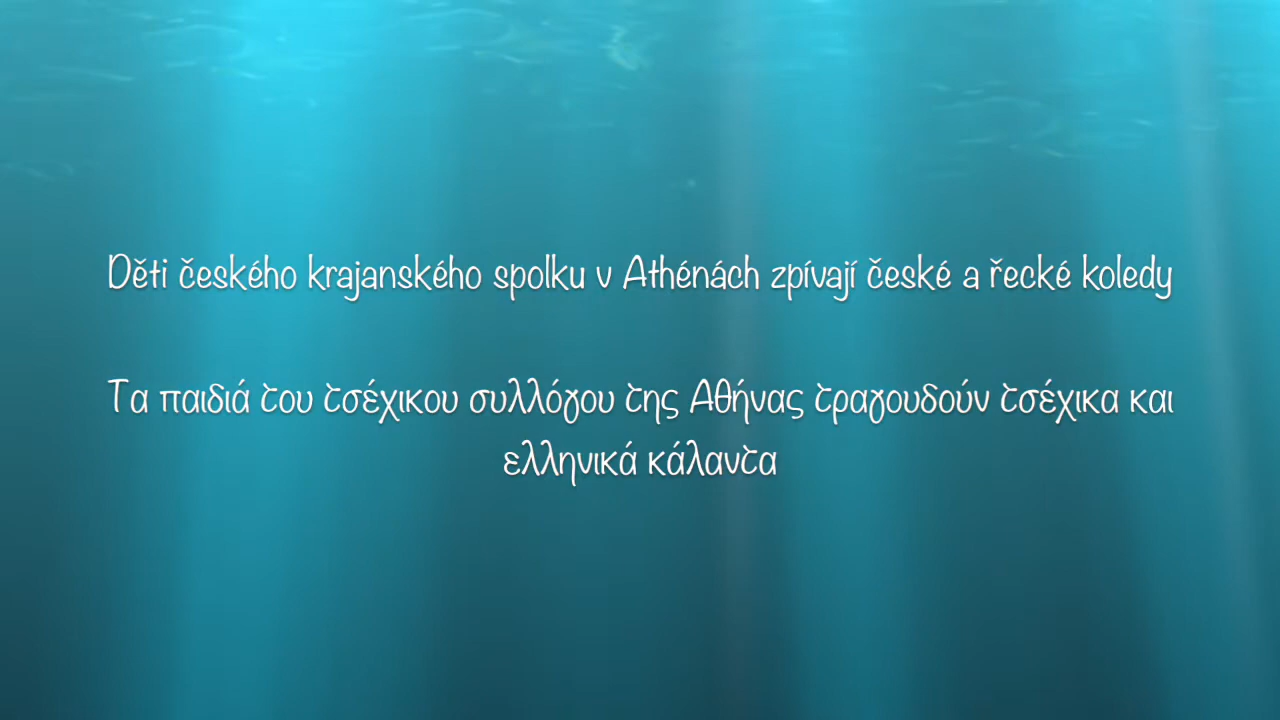 Děti českého krajanského spolku v Athénách zpívají české a řecké koledy
Τα παιδιά του τσέχικου συλλόγου της Αθήνας τραγουδούν τσέχικα και
ελληνικά κάλαντα